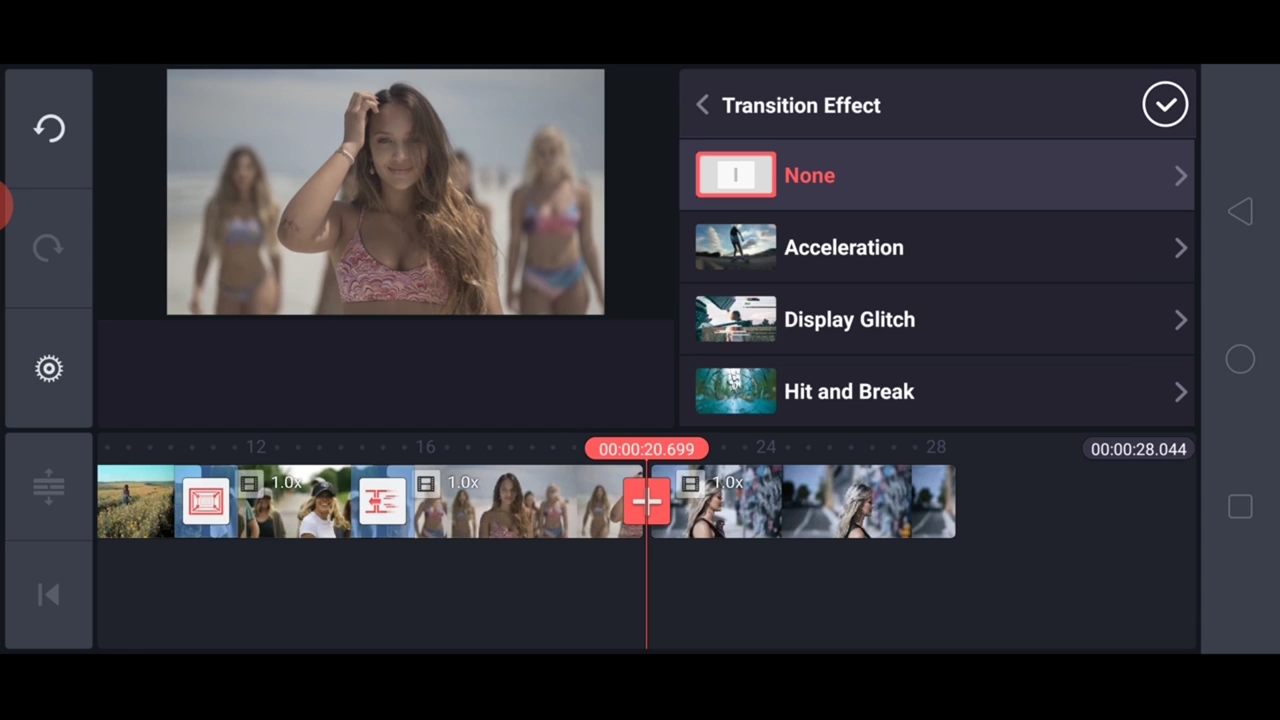 Transition Effect
None
Acceleration
Display Glitch
Hit and Break
12
16
00:00:20.699
24
28
00:00:28.044
1.0x
1.0x
1.0x